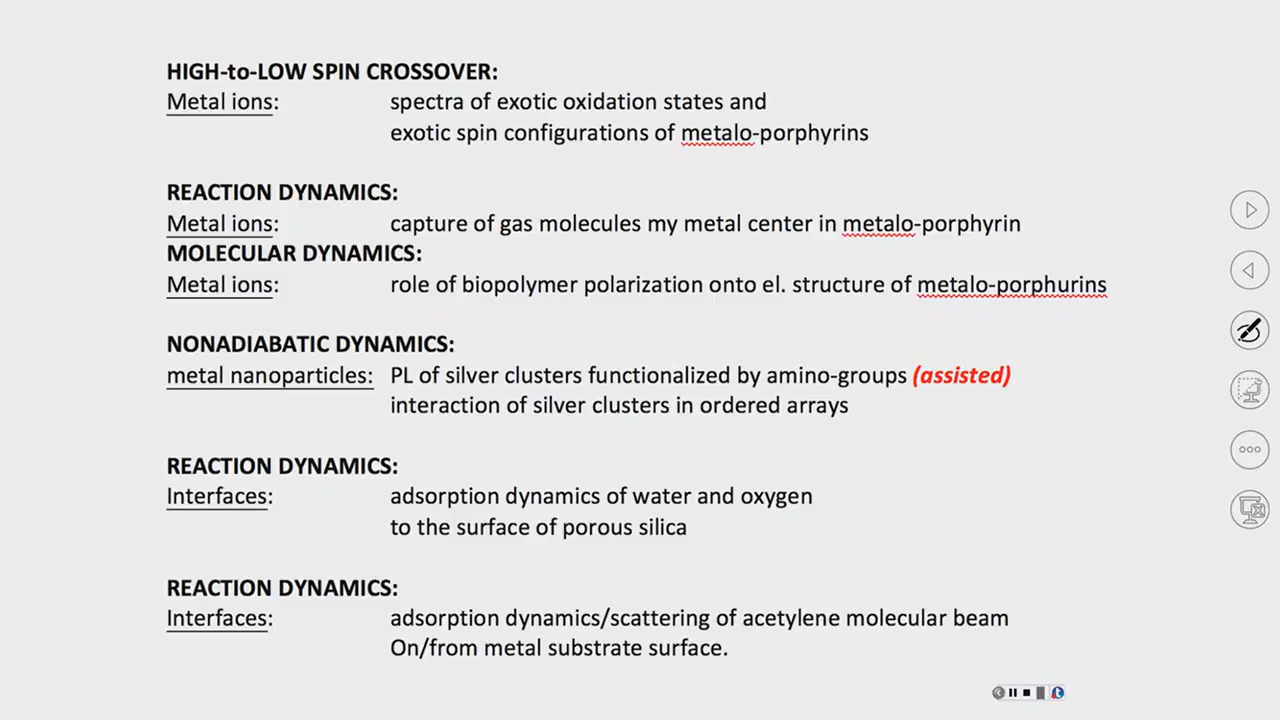 HIGH-to-LOW SPIN CROSSOVER:
Metal ions: spectra of exotic oxidation states and
exotic spin configurations of metalo-porphyrins
REACTION DYNAMICS:
Metal ions: capture of gas molecules my metal center in metalo-porphyrin
MOLECULAR DYNAMICS:
Metal ions: role of biopolymer polarization onto el. structure of metalo-porphurins
NONADIABATIC DYNAMICS:
metal nanoparticles: PL of silver clusters functionalized by amino-groups (assisted)
interaction of silver clusters in ordered arrays
REACTION DYNAMICS:
Interfaces: adsorption dynamics of water and oxygen
to the surface of porous silica
REACTION DYNAMICS:
Interfaces: adsorption dynamics/scattering of acetylene molecular beam
On/from metal substrate surface.